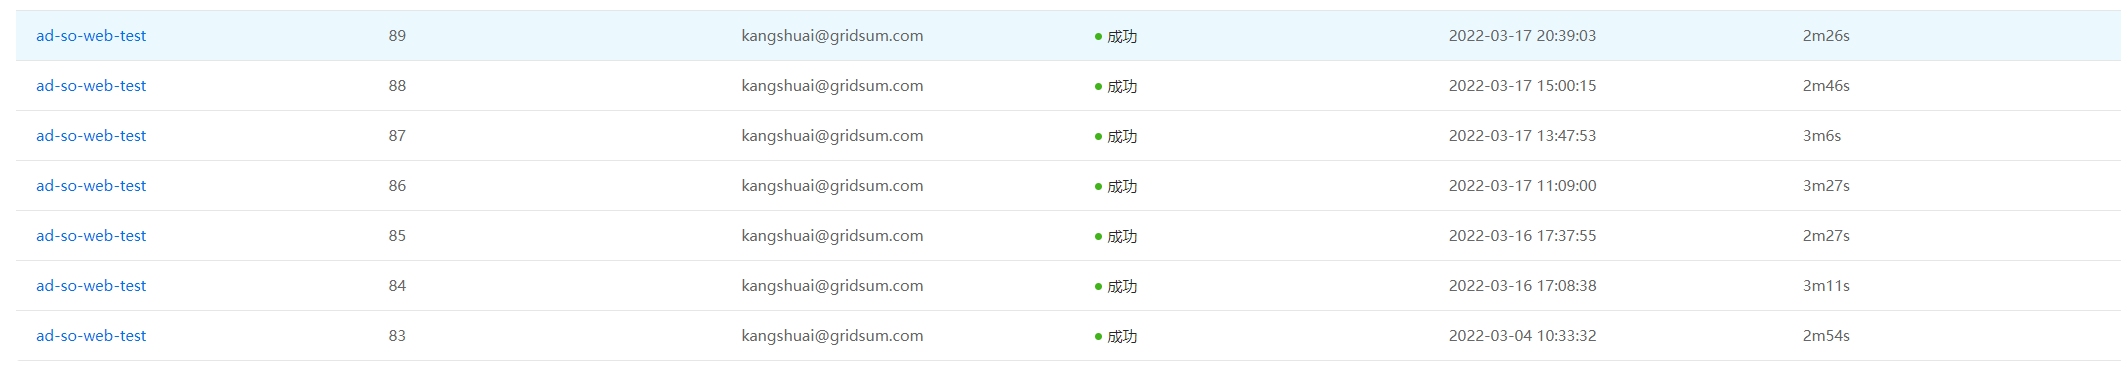 ad-so-web-test 89 kangshuai@gridsum.com 成功 2022-03-17 20:39:03 2m26s
ad-so-web-test 88 kangshuai@gridsum.com 成功 2022-03-17 15:00:15 2m46s
ad-so-web-test 87 kangshuai@gridsum.com 成功 2022-03-17 13:47:53 3m6s
ad-so-web-test 86 kangshuai@gridsum.com 成功 2022-03-17 11:09:00 3m27s
ad-so-web-test 85 kangshuai@gridsum.com 成功 2022-03-16 17:37:55 2m27s
ad-so-web-test 84 kangshuai@gridsum.com 成功 2022-03-16 17:08:38 3m11s
ad-so-web-test 83 kangshuai@gridsum.com 成功 2022-03-04 10:33:32 2m54s